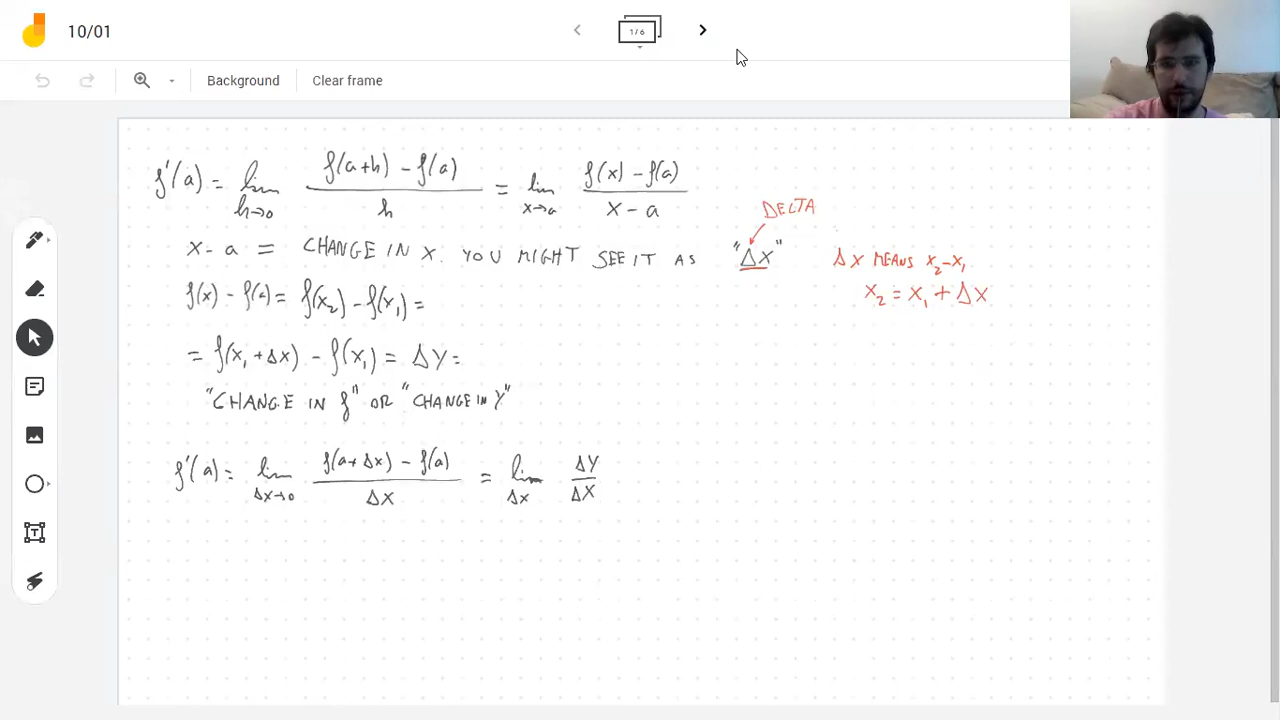 10/01
1/6
Background
Clear frame
f'(a) = lim h→0 f(a+h) - f(a) / h = lim x→a f(x) - f(a) / x - a
DELTA
x - a = CHANGE IN X. YOU MIGHT SEE IT AS "ΔX"
ΔX MEANS x₂-x₁
f(x) - f(a) = f(x₂) - f(x₁) =
x₂ = x₁ + ΔX
= f(x₁ + Δx) - f(x₁) = ΔY =
"CHANGE IN f" OR "CHANGE IN Y"
f'(a) = lim Δx→0 f(a+Δx) - f(a) / ΔX = lim Δx ΔY / ΔX